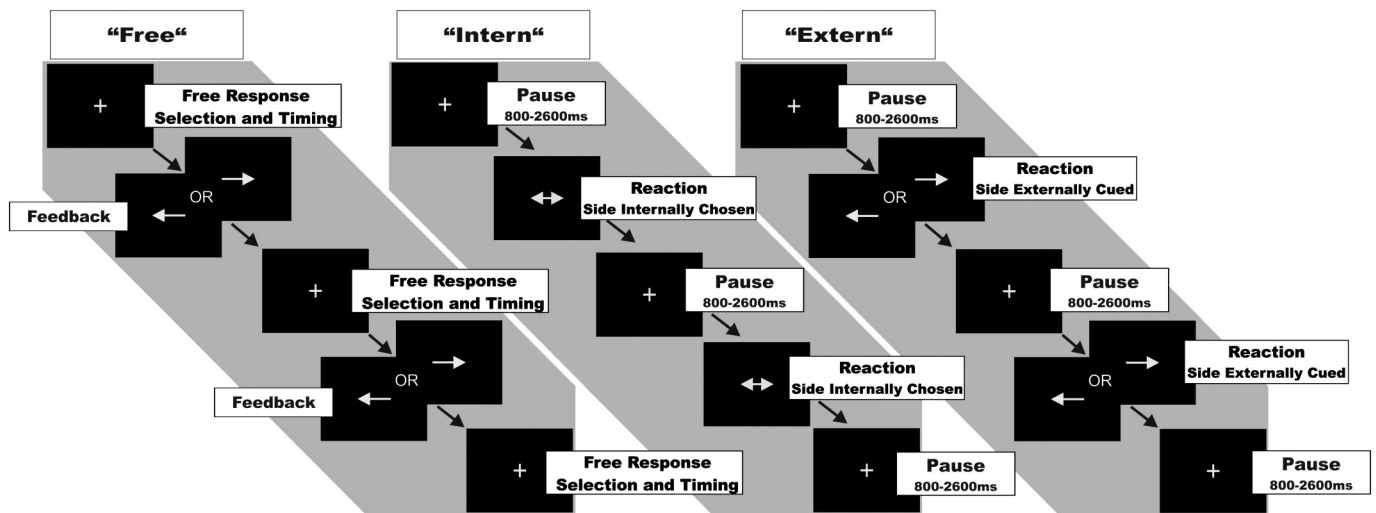 “Free“
Free Response
Selection and Timing
OR
Feedback
Free Response
Selection and Timing
OR
Feedback
Free Response
Selection and Timing
“Intern“
Pause
800-2600ms
Reaction
Side Internally Chosen
Pause
800-2600ms
Reaction
Side Internally Chosen
Pause
800-2600ms
“Extern“
Pause
800-2600ms
OR
Reaction
Side Externally Cued
Pause
800-2600ms
OR
Reaction
Side Externally Cued
Pause
800-2600ms